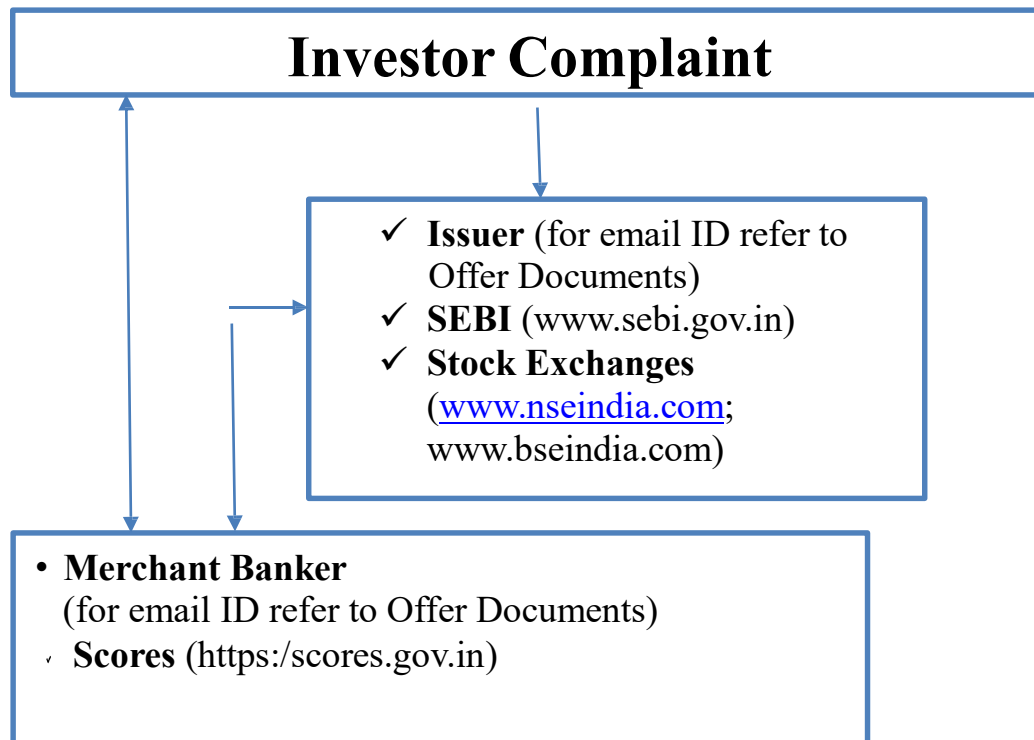 Investor Complaint
✓ Issuer (for email ID refer to
Offer Documents)
✓ SEBI (www.sebi.gov.in)
✓ Stock Exchanges
(www.nseindia.com;
www.bseindia.com)
• Merchant Banker
(for email ID refer to Offer Documents)
✓ Scores (https:/scores.gov.in)